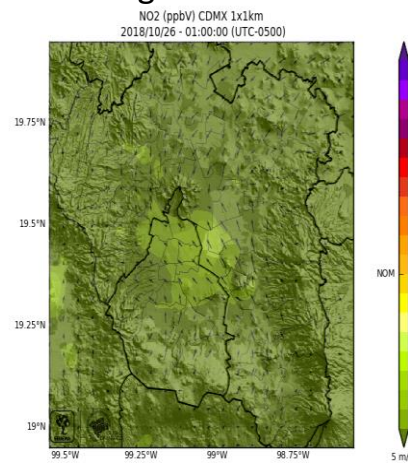 NO2 (ppbV) CDMX 1x1km
2018/10/26 - 01:00:00 (UTC-0500)
19.75°N
19.5°N
NOM
19.25°N
19°N
99.5°W 99.25°W 99°W 98.75°W
5 m/